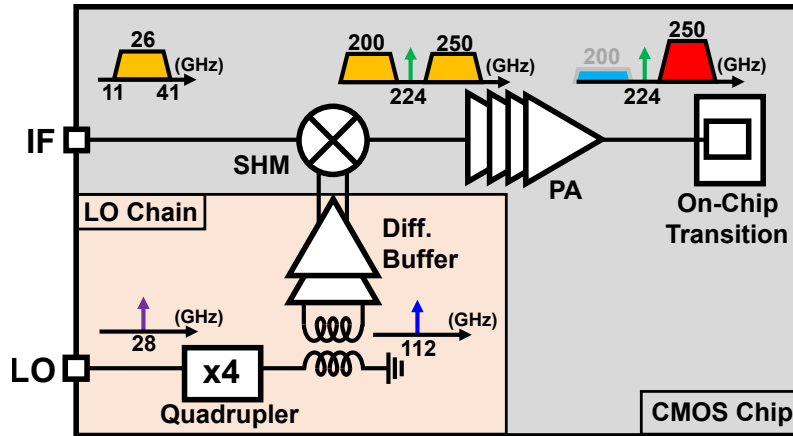 26
(GHz)
11
41
200
250
(GHz)
224
200
250
(GHz)
224
IF
SHM
PA
On-Chip
Transition
LO Chain
Diff.
Buffer
(GHz)
28
(GHz)
112
LO
x4
Quadrupler
CMOS Chip